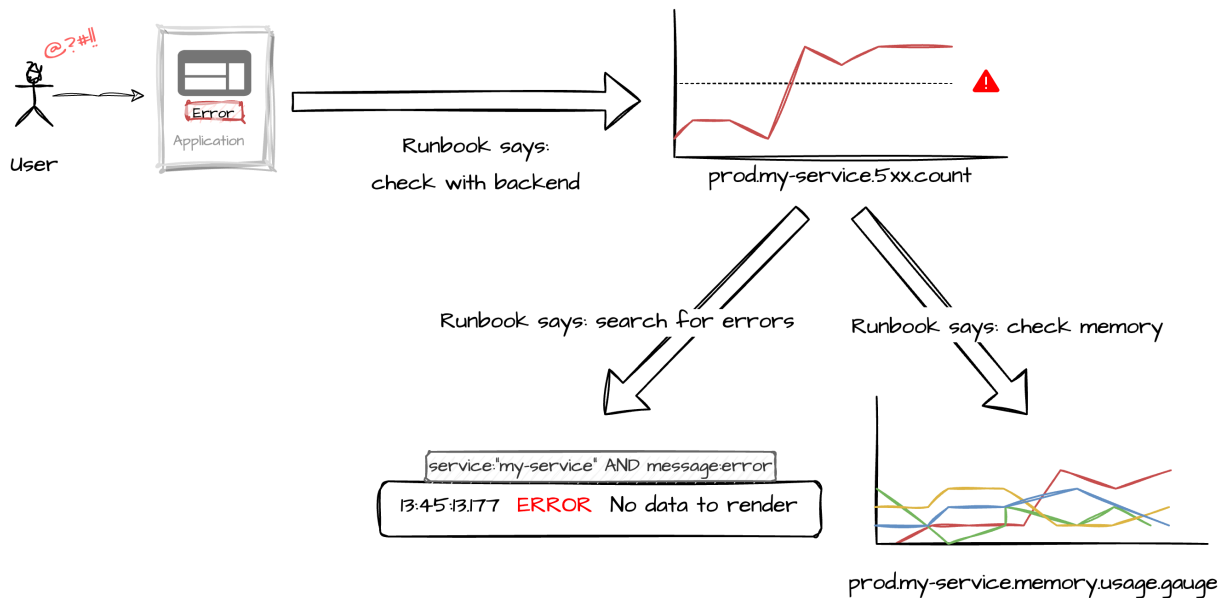 @?#!!
Error
Application
User
Runbook says:
check with backend
prod.my-service.5xx.count
Runbook says: search for errors
Runbook says: check memory
service:"my-service" AND message:error
13:45:13.177 ERROR No data to render
prod.my-service.memory.usage.gauge